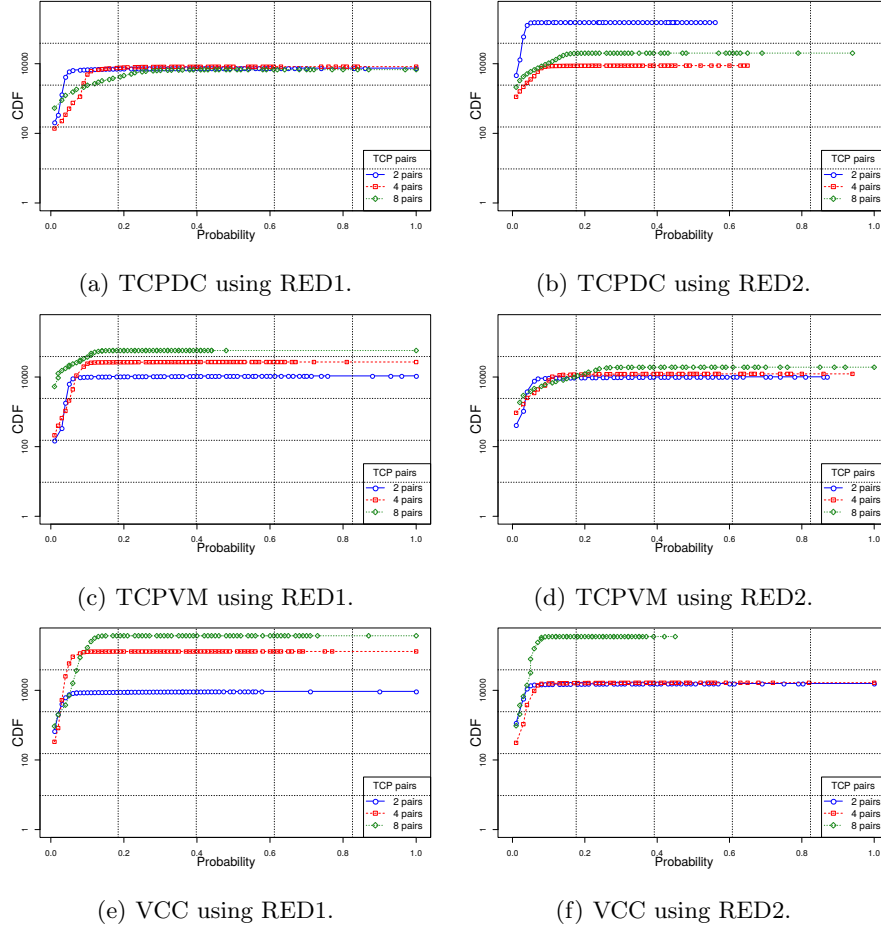 CDF
10000
100
1
TCP pairs
2 pairs
4 pairs
8 pairs
0.0 0.2 0.4 0.6 0.8 1.0
Probability
(a) TCPDC using RED1.
CDF
10000
100
1
TCP pairs
2 pairs
4 pairs
8 pairs
0.0 0.2 0.4 0.6 0.8 1.0
Probability
(b) TCPDC using RED2.
CDF
10000
100
1
TCP pairs
2 pairs
4 pairs
8 pairs
0.0 0.2 0.4 0.6 0.8 1.0
Probability
(c) TCPVM using RED1.
CDF
10000
100
1
TCP pairs
2 pairs
4 pairs
8 pairs
0.0 0.2 0.4 0.6 0.8 1.0
Probability
(d) TCPVM using RED2.
CDF
10000
100
1
TCP pairs
2 pairs
4 pairs
8 pairs
0.0 0.2 0.4 0.6 0.8 1.0
Probability
(e) VCC using RED1.
CDF
10000
100
1
TCP pairs
2 pairs
4 pairs
8 pairs
0.0 0.2 0.4 0.6 0.8 1.0
Probability
(f) VCC using RED2.